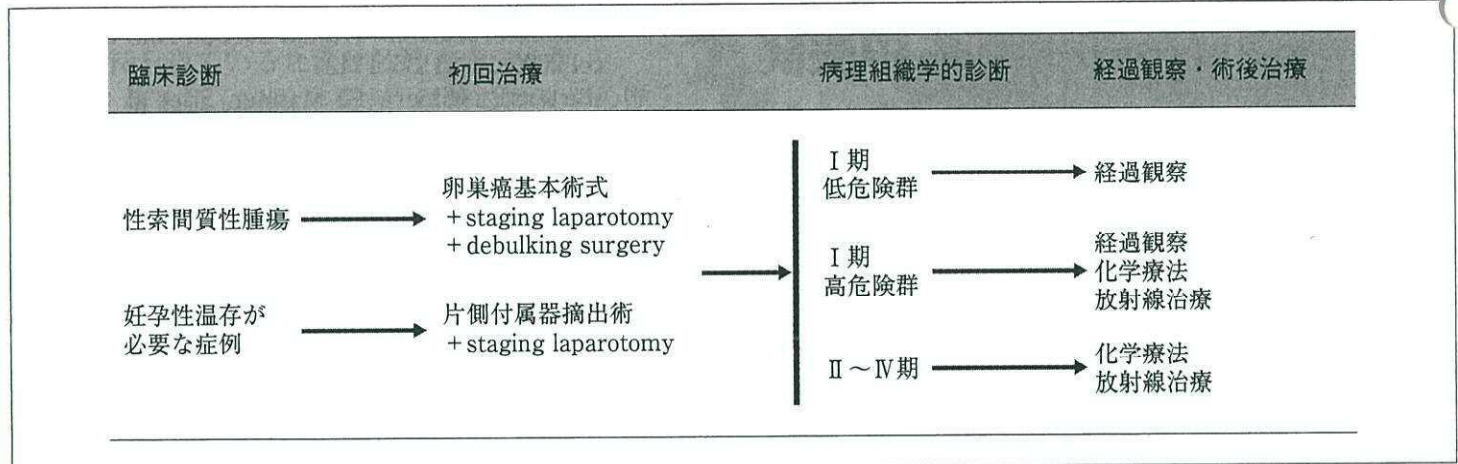 臨床診断 初回治療 病理組織学的診断 経過観察・術後治療
性索間質性腫瘍
卵巣癌基本術式
+staging laparotomy
+debulking surgery
妊孕性温存が
必要な症例
片側付属器摘出術
+staging laparotomy
Ⅰ期
低危険群
経過観察
Ⅰ期
高危険群
経過観察
化学療法
放射線治療
Ⅱ～Ⅳ期
化学療法
放射線治療